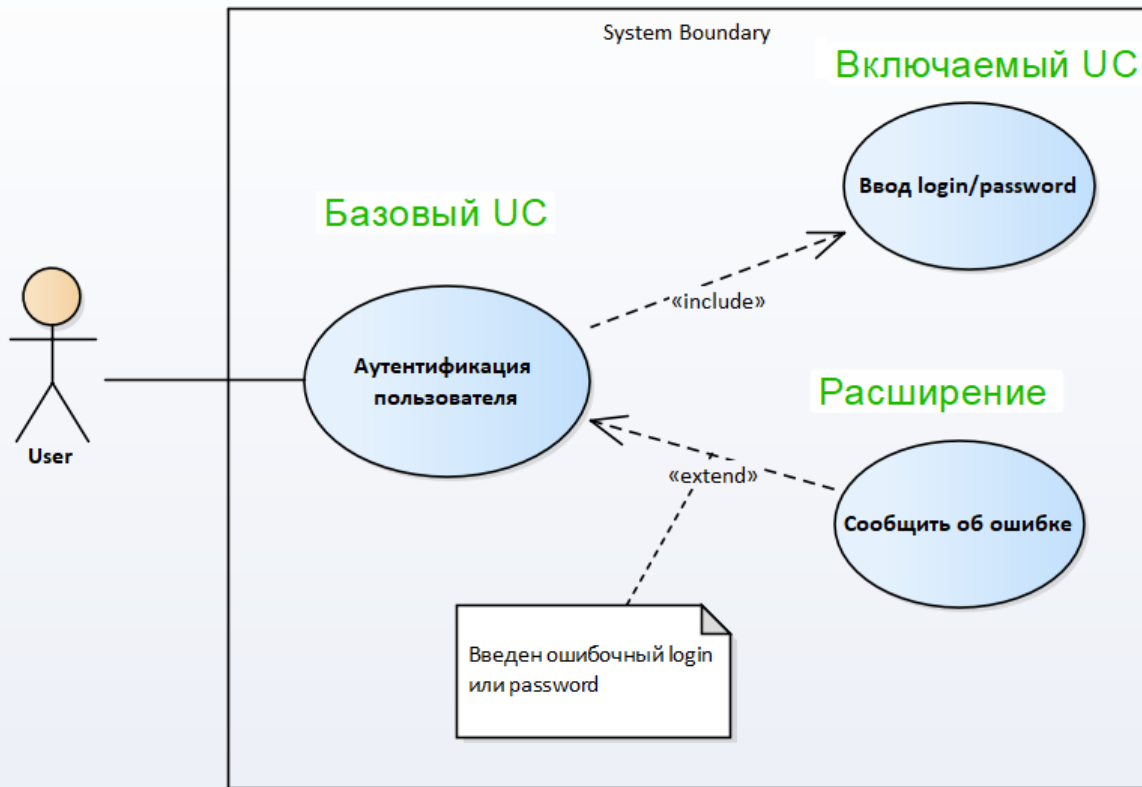 System Boundary
Включаемый UC
Ввод login/password
Базовый UC
«include»
Аутентификация
пользователя
Расширение
User
«extend»
Сообщить об ошибке
Введен ошибочный login
или password